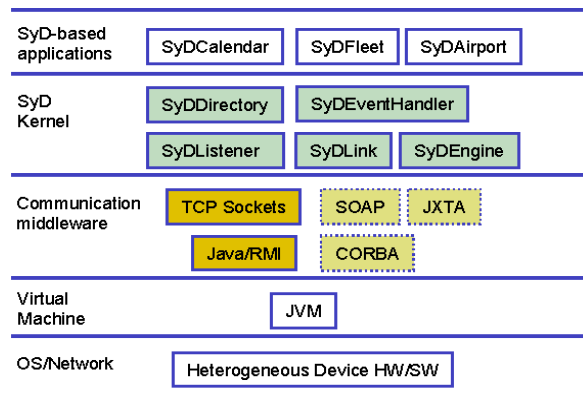 SyD-based
applications
SyDCalendar
SyDFleet
SyDAirport
SyD
Kernel
SyDDirectory
SyDEventHandler
SyDListener
SyDLink
SyDEngine
Communication
middleware
TCP Sockets
SOAP
JXTA
Java/RMI
CORBA
Virtual
Machine
JVM
OS/Network
Heterogeneous Device HW/SW